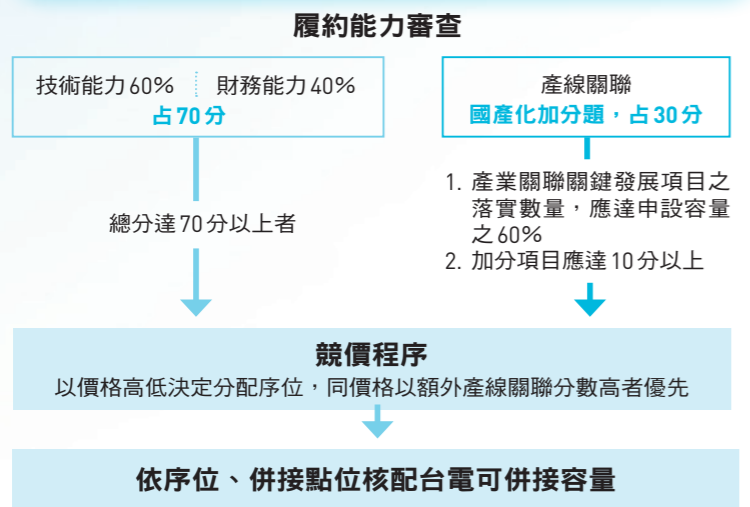 履約能力審查
技術能力60% 財務能力40%
占70分
產線關聯
國產化加分題，占30分
總分達70分以上者
1. 產業關聯關鍵發展項目之
落實數量，應達申設容量
之60%
2. 加分項目應達10分以上
競價程序
以價格高低決定分配序位，同價格以額外產線關聯分數高者優先
依序位、併接點位核配台電可併接容量